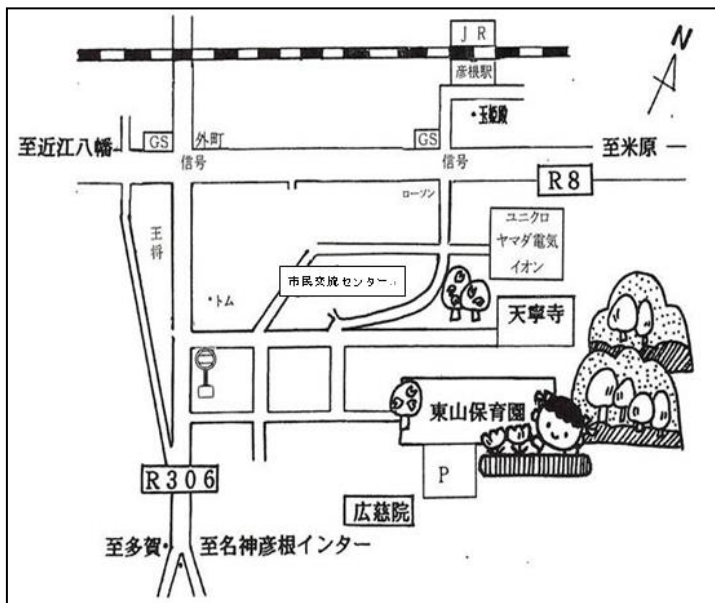 JR
彦根駅
N
玉姫殿
至近江八幡
GS
外町
信号
GS
信号
至米原
R8
ローソン
王将
ユニクロ
ヤマダ電気
イオン
市民交流センター
・トム
天寧寺
東山保育園
P
R306
広慈院
至多賀
至名神彦根インター